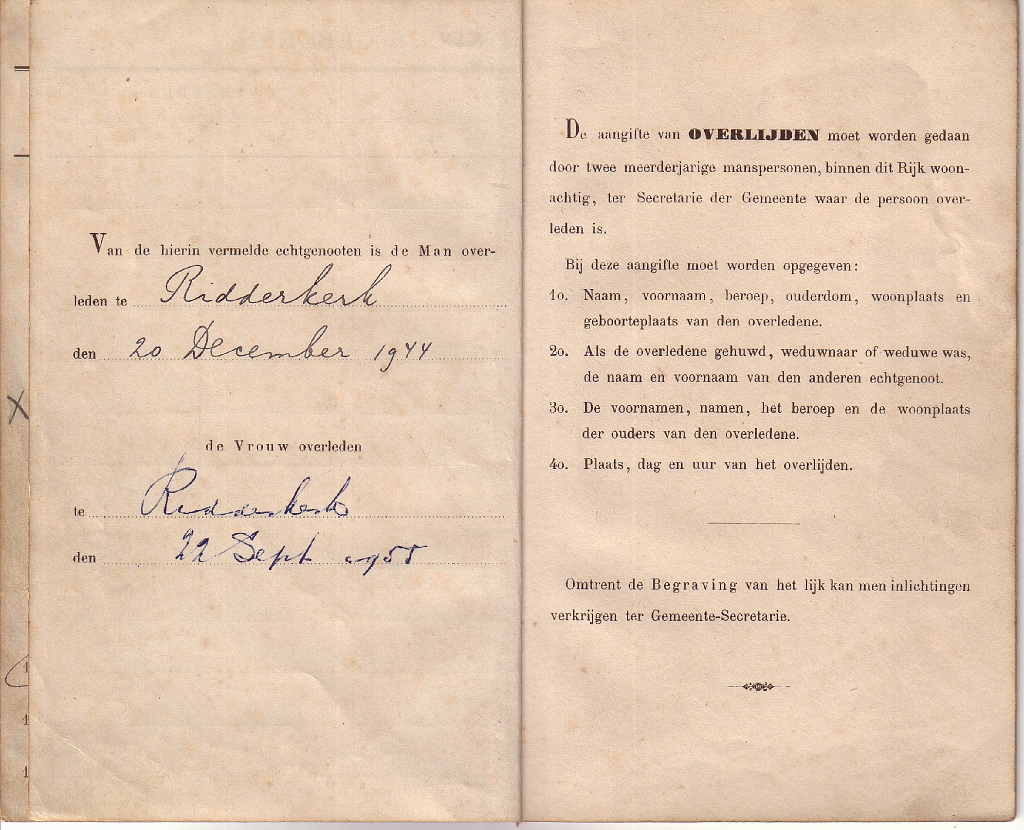 Van de hierin vermelde echtgenooten is de Man over-
leden te Ridderkerk
den 20 December 1944
de Vrouw overleden
te Ridderkerk
den 22 Sept 1955
De aangifte van OVERLIJDEN moet worden gedaan
door twee meerderjarige manspersonen, binnen dit Rijk woon-
achtig, ter Secretarie der Gemeente waar de persoon over-
leden is.
Bij deze aangifte moet worden opgegeven:
1o. Naam, voornaam, beroep, ouderdom, woonplaats en
geboorteplaats van den overledene.
2o. Als de overledene gehuwd, weduwnaar of weduwe was,
de naam en voornaam van den anderen echtgenoot.
3o. De voornamen, namen, het beroep en de woonplaats
der ouders van den overledene.
4o. Plaats, dag en uur van het overlijden.
Omtrent de Begraving van het lijk kan men inlichtingen
verkrijgen ter Gemeente-Secretarie.